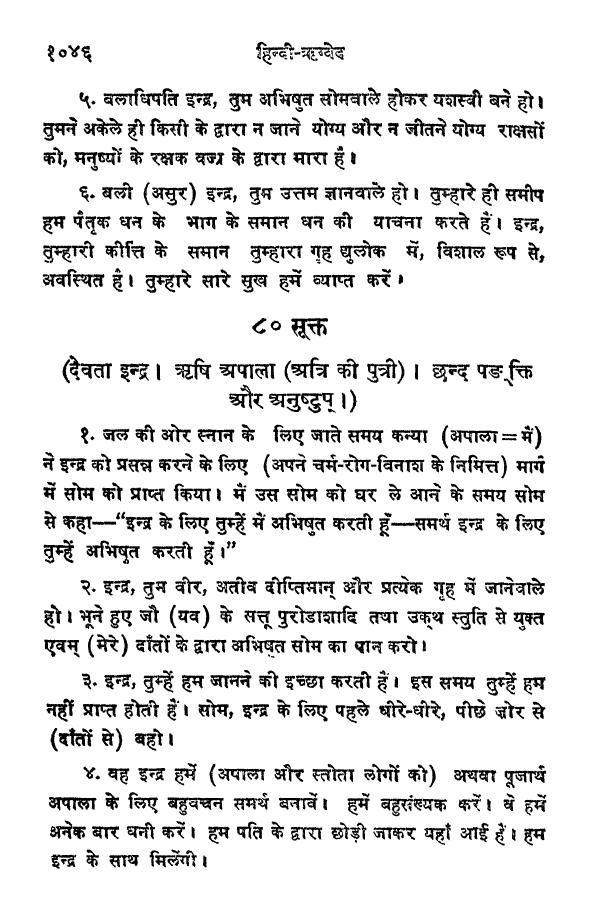 १०४६ हिन्दी-ऋग्वेद
५. बलाधिपति इन्द्र, तुम अभिषुत सोमवाले होकर यशस्वी बने हो।
तुमने अकेले ही किसी के द्वारा न जाने योग्य और न जीतने योग्य राक्षसों
को, मनुष्यों के रक्षक वज्र के द्वारा मारा है।
६. बली (असुर) इन्द्र, तुम उत्तम ज्ञानवाले हो। तुम्हारे ही समीप
हम पैतृक धन के भाग के समान धन की याचना करते हैं। इन्द्र,
तुम्हारी कीर्त्ति के समान तुम्हारा गृह द्युलोक में, विशाल रूप से,
अवस्थित है। तुम्हारे सारे सुख हमें व्याप्त करें।
८० सूक्त
(देवता इन्द्र। ऋषि अपाला (अत्रि की पुत्री)। छन्द पङ्क्ति
और अनुष्टुप्।)
१. जल की ओर स्नान के लिए जाते समय कन्या (अपाला=मैं)
ने इन्द्र को प्रसन्न करने के लिए (अपने चर्म-रोग-विनाश के निमित्त) मार्ग
में सोम को प्राप्त किया। मैं उस सोम को घर ले आने के समय सोम
से कहा—“इन्द्र के लिए तुम्हें मैं अभिषुत करती हूँ—समर्थ इन्द्र के लिए
तुम्हें अभिषुत करती हूँ।”
२. इन्द्र, तुम वीर, अतीव दीप्तिमान् और प्रत्येक गृह में जानेवाले
हो। भूने हुए जौ (यव) के सत्तू पुरोडाशादि तथा उक्थ स्तुति से युक्त
एवम् (मेरे) दाँतों के द्वारा अभिषुत सोम का पान करो।
३. इन्द्र, तुम्हें हम जानने की इच्छा करती हैं। इस समय तुम्हें हम
नहीं प्राप्त होती हैं। सोम, इन्द्र के लिए पहले धीरे-धीरे, पीछे ज़ोर से
(दाँतों से) बहो।
४. वह इन्द्र हमें (अपाला और स्तोता लोगों को) अथवा पूजार्थ
अपाला के लिए बहुवचन समर्थ बनावें। हमें बहुसंख्यक करें। वे हमें
अनेक बार धनी करें। हम पति के द्वारा छोड़ी जाकर यहाँ आई हैं। हम
इन्द्र के साथ मिलेंगी।